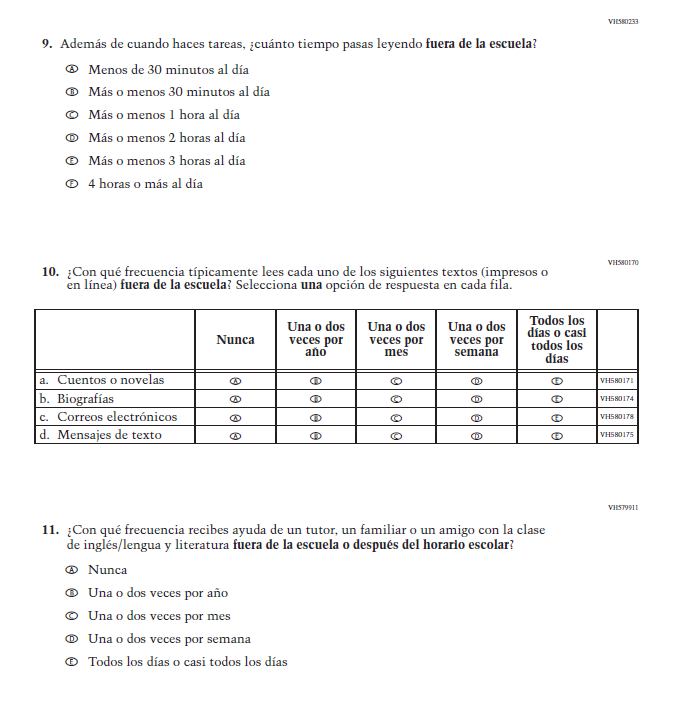 VH580233
9. Además de cuando haces tareas, ¿cuánto tiempo pasas leyendo fuera de la escuela?
Ⓐ Menos de 30 minutos al día
Ⓑ Más o menos 30 minutos al día
Ⓒ Más o menos 1 hora al día
Ⓓ Más o menos 2 horas al día
Ⓔ Más o menos 3 horas al día
Ⓕ 4 horas o más al día
VH580170
10. ¿Con qué frecuencia típicamente lees cada uno de los siguientes textos (impresos o
en línea) fuera de la escuela? Selecciona una opción de respuesta en cada fila.
Nunca Una o dos veces por año Una o dos veces por mes Una o dos veces por semana Todos los días o casi todos los días
a. Cuentos o novelas Ⓐ Ⓑ Ⓒ Ⓓ Ⓔ VH580171
b. Biografías Ⓐ Ⓑ Ⓒ Ⓓ Ⓔ VH580174
c. Correos electrónicos Ⓐ Ⓑ Ⓒ Ⓓ Ⓔ VH580178
d. Mensajes de texto Ⓐ Ⓑ Ⓒ Ⓓ Ⓔ VH580175
VH579911
11. ¿Con qué frecuencia recibes ayuda de un tutor, un familiar o un amigo con la clase
de inglés/lengua y literatura fuera de la escuela o después del horario escolar?
Ⓐ Nunca
Ⓑ Una o dos veces por año
Ⓒ Una o dos veces por mes
Ⓓ Una o dos veces por semana
Ⓔ Todos los días o casi todos los días